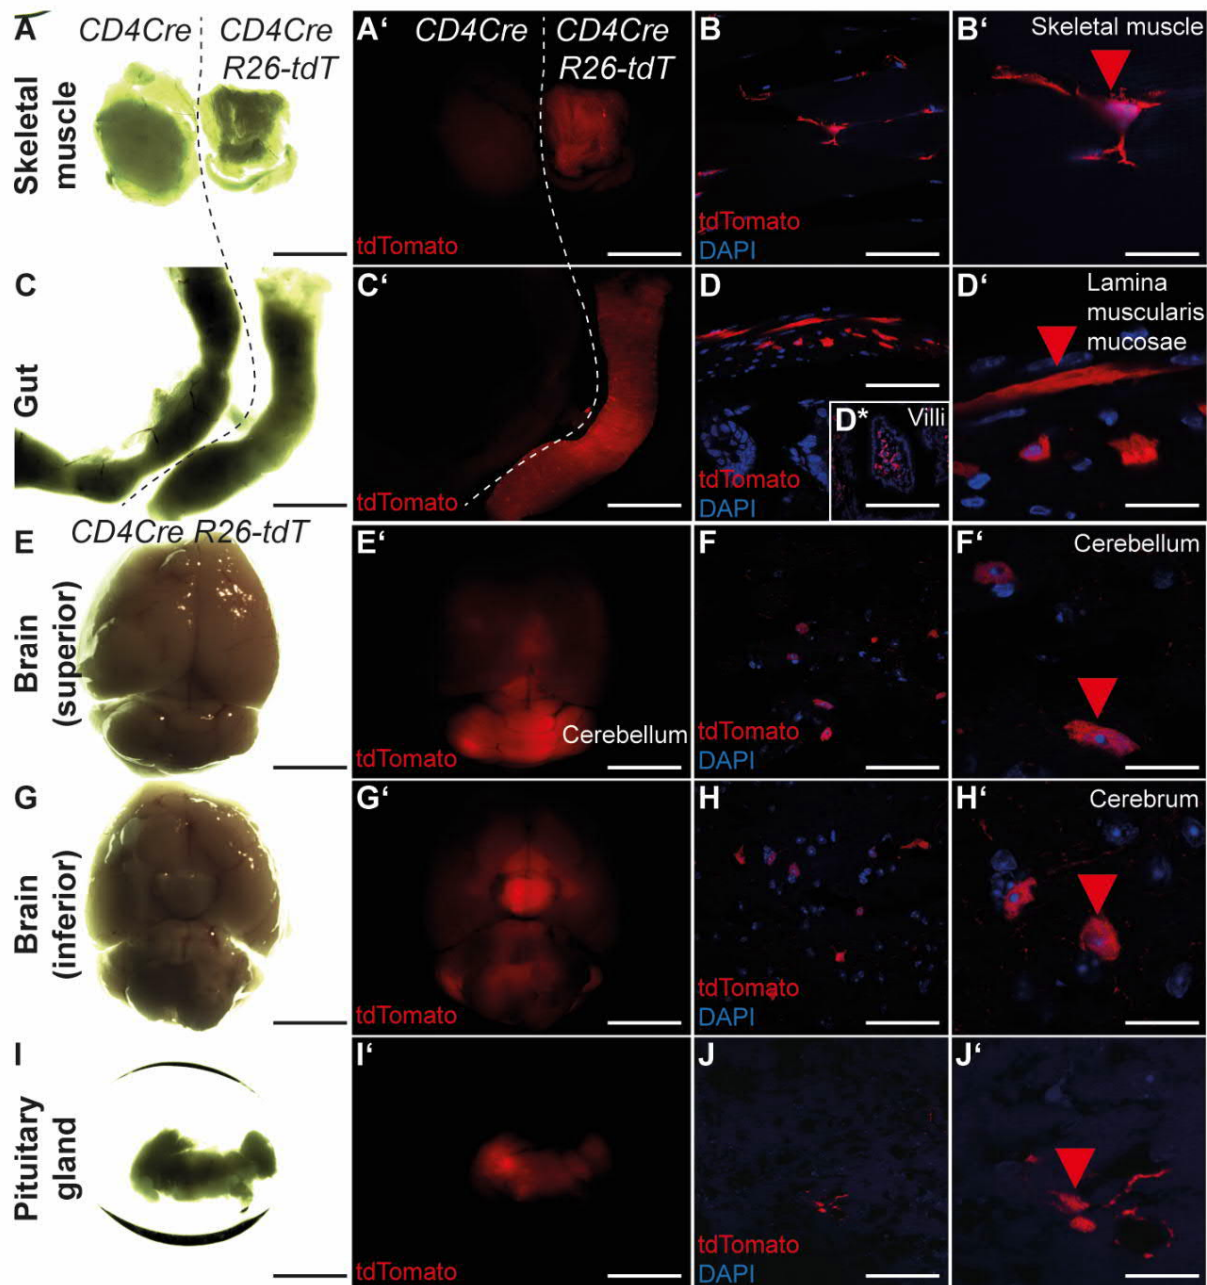 A
CD4Cre
CD4Cre
R26-tdT
Skeletal
muscle
A‘
CD4Cre
CD4Cre
R26-tdT
tdTomato
B
tdTomato
DAPI
B‘
Skeletal muscle
C
Gut
C‘
tdTomato
D
tdTomato
DAPI
D*
Villi
D‘
Lamina
muscularis
mucosae
E
CD4Cre R26-tdT
Brain
(superior)
E‘
Cerebellum
tdTomato
F
tdTomato
DAPI
F‘
Cerebellum
G
Brain
(inferior)
G‘
tdTomato
H
tdTomato
DAPI
H‘
Cerebrum
I
Pituitary
gland
I‘
tdTomato
J
tdTomato
DAPI
J‘